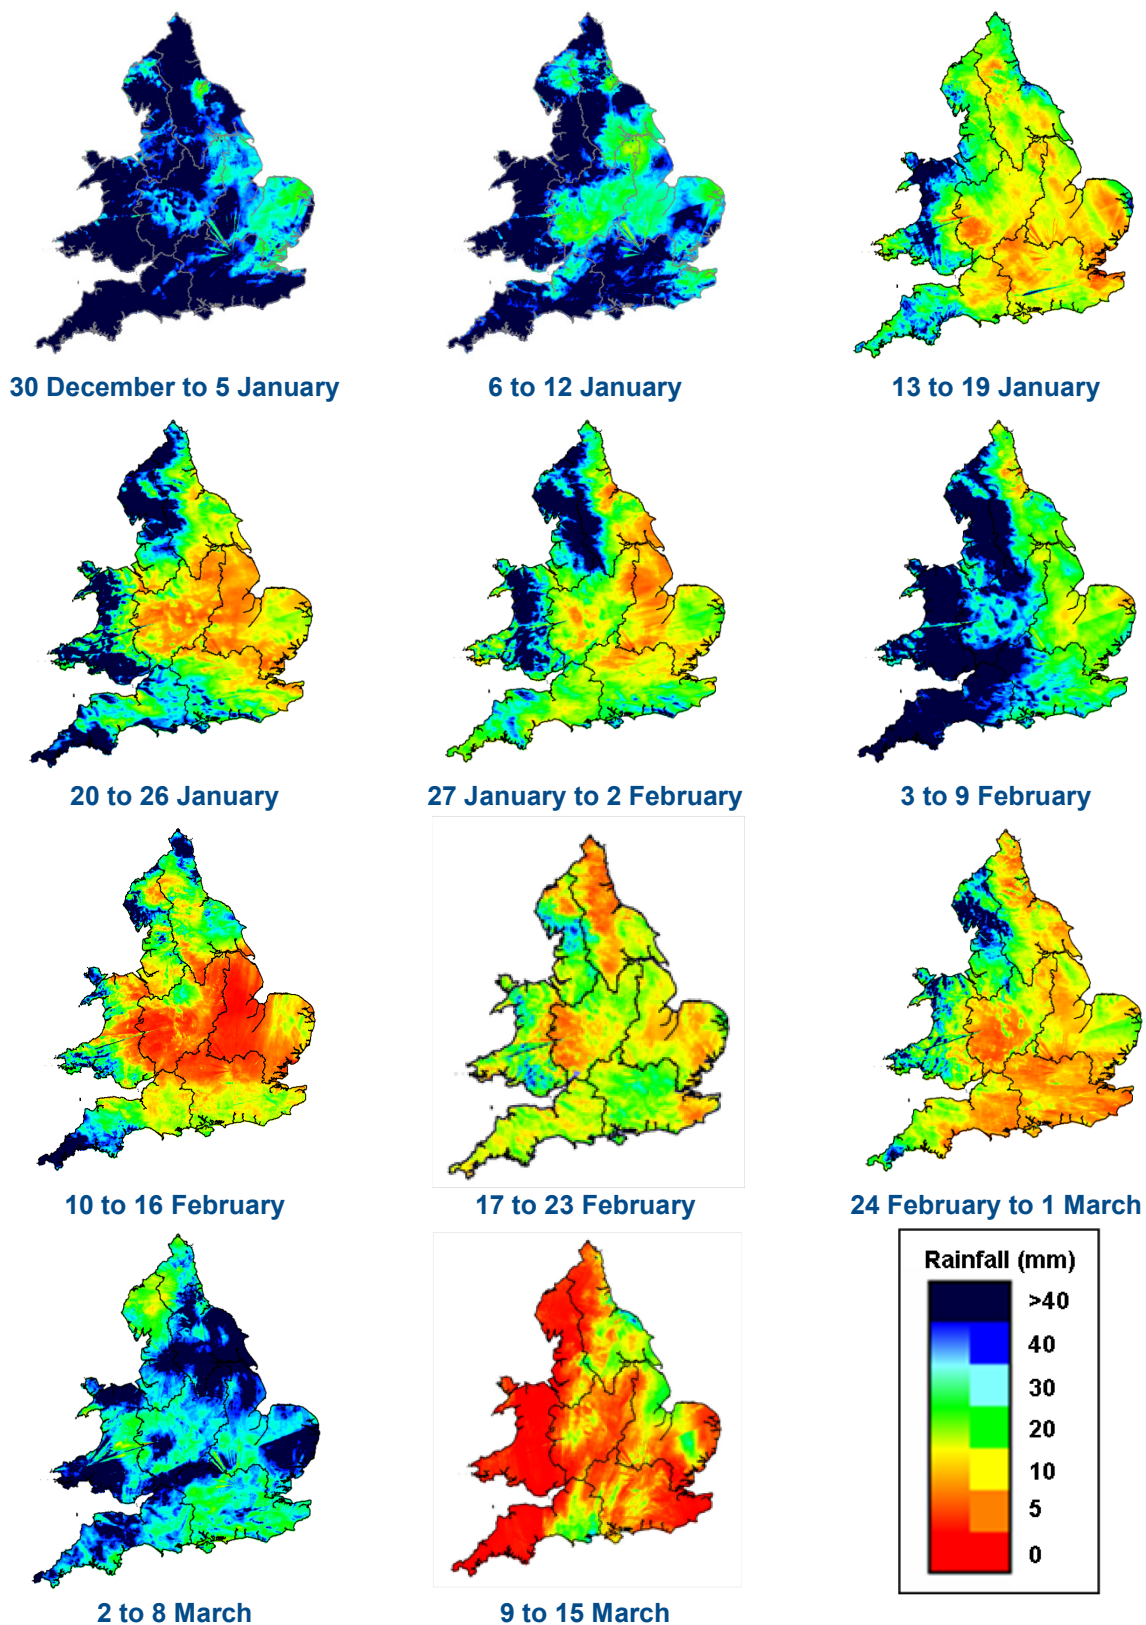 30 December to 5 January
6 to 12 January
13 to 19 January
20 to 26 January
27 January to 2 February
3 to 9 February
10 to 16 February
17 to 23 February
24 February to 1 March
Rainfall (mm)
>40
40
30
20
10
5
0
2 to 8 March
9 to 15 March